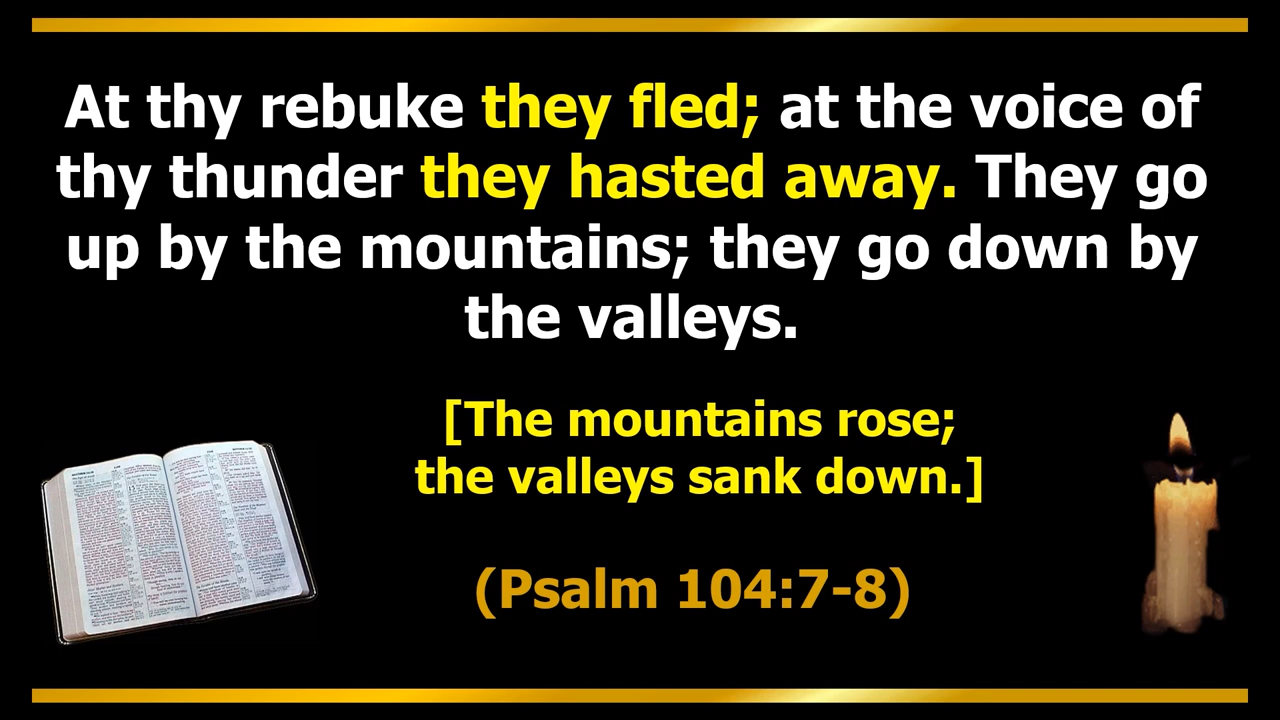 At thy rebuke they fled; at the voice of
thy thunder they hasted away. They go
up by the mountains; they go down by
the valleys.
[The mountains rose;
the valleys sank down.]
(Psalm 104:7-8)